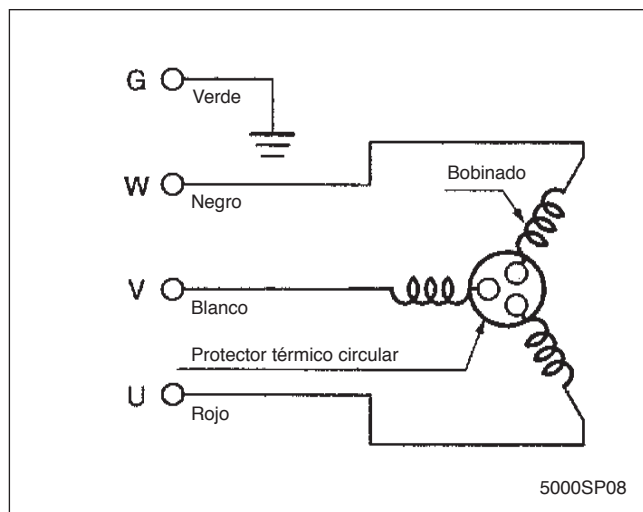 G
Verde
W
Negro
Bobinado
V
Blanco
Protector térmico circular
U
Rojo
5000SP08